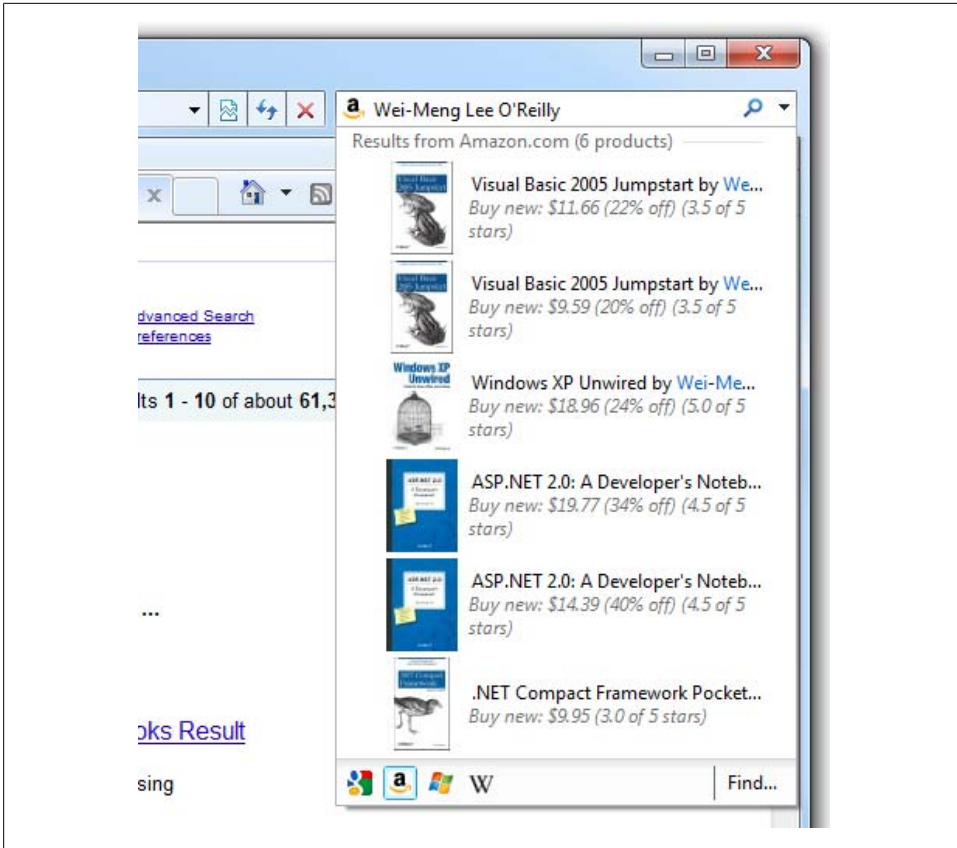 Wei-Meng Lee O'Reilly
Results from Amazon.com (6 products)
Visual Basic 2005 Jumpstart by We...
Buy new: $11.66 (22% off) (3.5 of 5
stars)
Visual Basic 2005 Jumpstart by We...
Buy new: $9.59 (20% off) (3.5 of 5
stars)
Windows XP
Unwired
Windows XP Unwired by Wei-Me...
Buy new: $18.96 (24% off) (5.0 of 5
stars)
ASP.NET 2.0: A Developer's Noteb...
Buy new: $19.77 (34% off) (4.5 of 5
stars)
ASP.NET 2.0: A Developer's Noteb...
Buy new: $14.39 (40% off) (4.5 of 5
stars)
.NET Compact Framework Pocket...
Buy new: $9.95 (3.0 of 5 stars)
Find...
dvanced Search
references
lts 1 - 10 of about 61,3
...
oks Result
sing